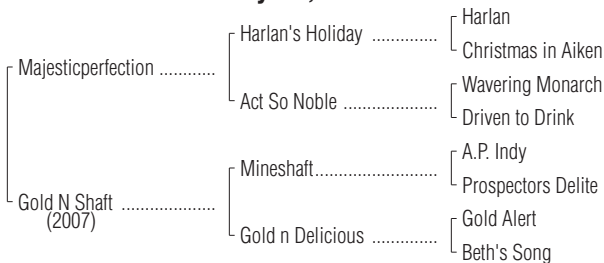 Harlan
Harlan's Holiday ..............
Christmas in Aiken
Majesticperfection ............
Wavering Monarch
Act So Noble ....................
Driven to Drink
A.P. Indy
Mineshaft..........................
Prospectors Delite
Gold N Shaft ....................
(2007)
Gold Alert
Gold n Delicious ..............
Beth's Song